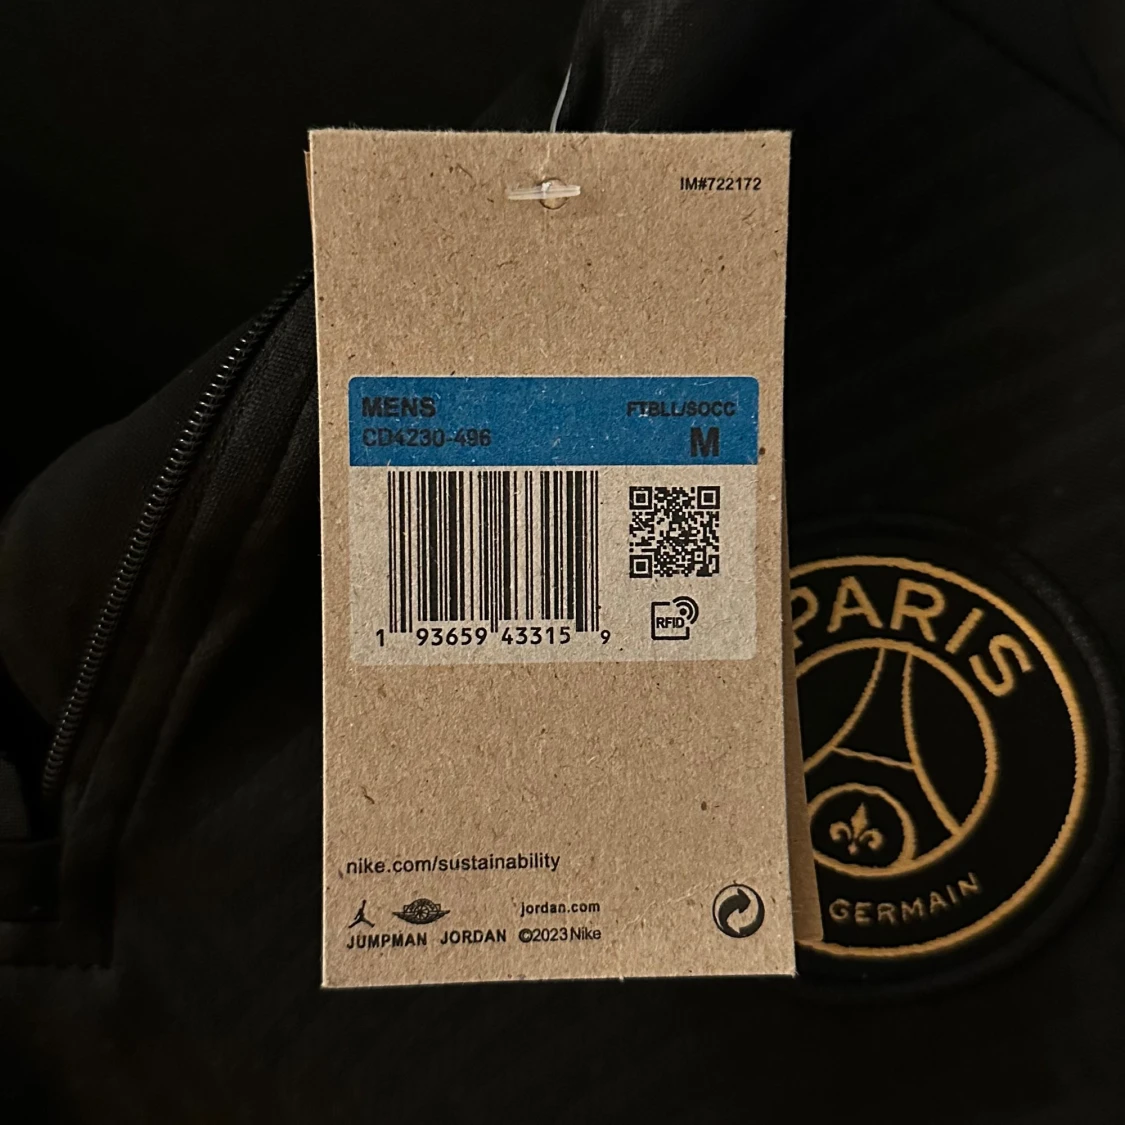 IM#722172
MENS
FTBLL/SOCC
CD4230-496
M
1 93659 43315 9
RFID
nike.com/sustainability
jordan.com
JUMPMAN JORDAN ©2023 Nike
PARIS
GERMAIN